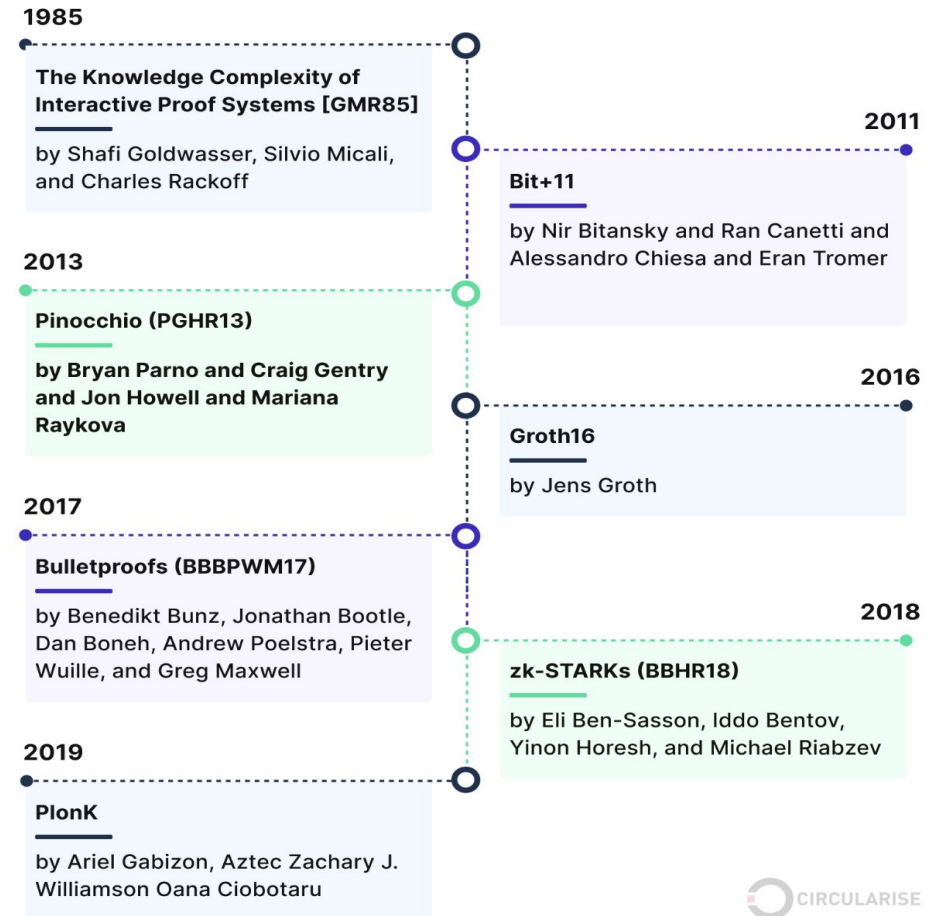 1985
The Knowledge Complexity of
Interactive Proof Systems [GMR85]
by Shafi Goldwasser, Silvio Micali,
and Charles Rackoff
2011
Bit+11
by Nir Bitansky and Ran Canetti and
Alessandro Chiesa and Eran Tromer
2013
Pinocchio (PGHR13)
by Bryan Parno and Craig Gentry
and Jon Howell and Mariana
Raykova
2016
Groth16
by Jens Groth
2017
Bulletproofs (BBBPWM17)
by Benedikt Bunz, Jonathan Bootle,
Dan Boneh, Andrew Poelstra, Pieter
Wuille, and Greg Maxwell
2018
zk-STARKs (BBHR18)
by Eli Ben-Sasson, Iddo Bentov,
Yinon Horesh, and Michael Riabzev
2019
PlonK
by Ariel Gabizon, Aztec Zachary J.
Williamson Oana Ciobotaru
CIRCULARISE